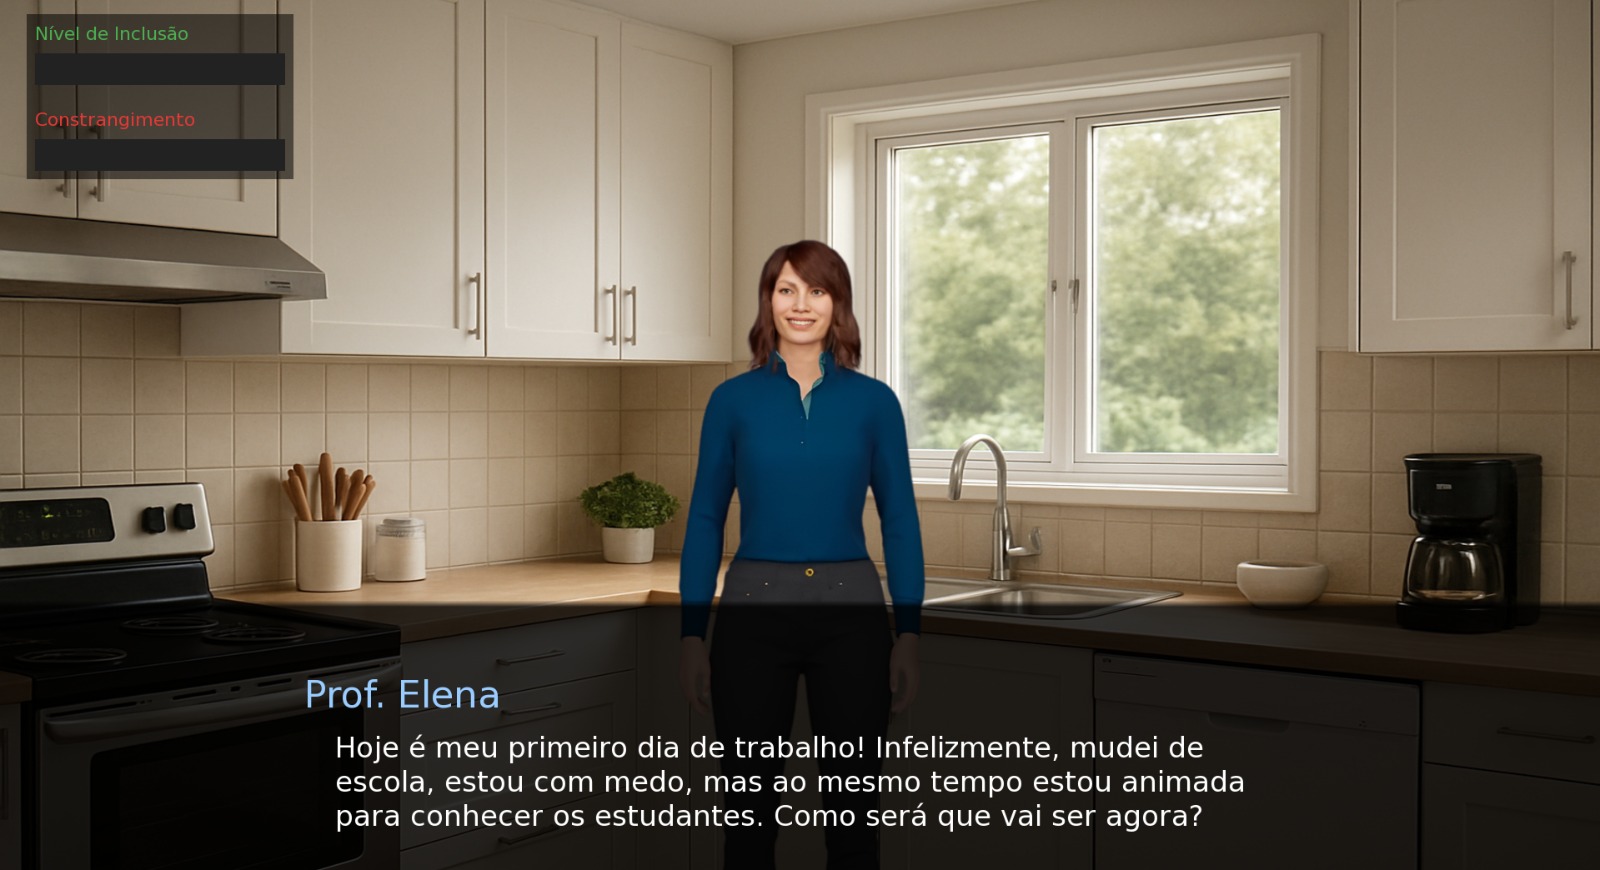 Nível de Inclusão
Constrangimento
Prof. Elena
Hoje é meu primeiro dia de trabalho! Infelizmente, mudei de
escola, estou com medo, mas ao mesmo tempo estou animada
para conhecer os estudantes. Como será que vai ser agora?